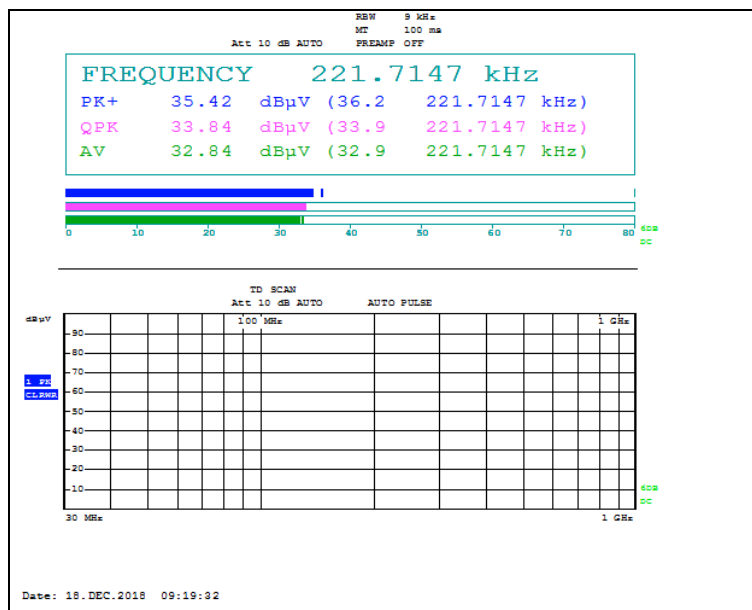 RBW 9 kHz
MT 100 ms
Att 10 dB AUTO PREAMP OFF
FREQUENCY 221.7147 kHz
PK+ 35.42 dBµV (36.2 221.7147 kHz)
QPK 33.84 dBµV (33.9 221.7147 kHz)
AV 32.84 dBµV (32.9 221.7147 kHz)
0 10 20 30 40 50 60 70 80
6DB
DC
TD SCAN
Att 10 dB AUTO AUTO PULSE
dBµV
100 MHz 1 GHz
90
80
70
1 PK
60
CLRWR
50
40
30
20
10
6DB
DC
30 MHz 1 GHz
Date: 18.DEC.2018 09:19:32